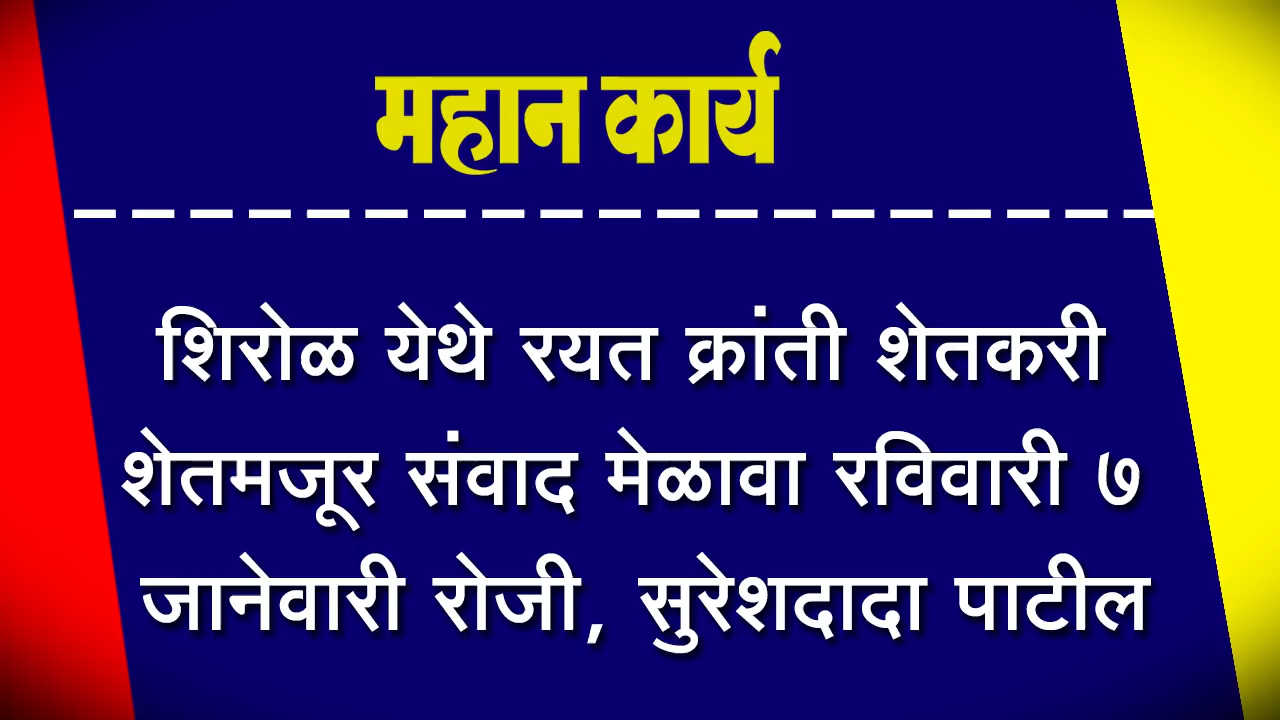 महान कार्य
शिरोळ येथे रयत क्रांती शेतकरी
शेतमजूर संवाद मेळावा रविवारी ७
जानेवारी रोजी, सुरेशदादा पाटील